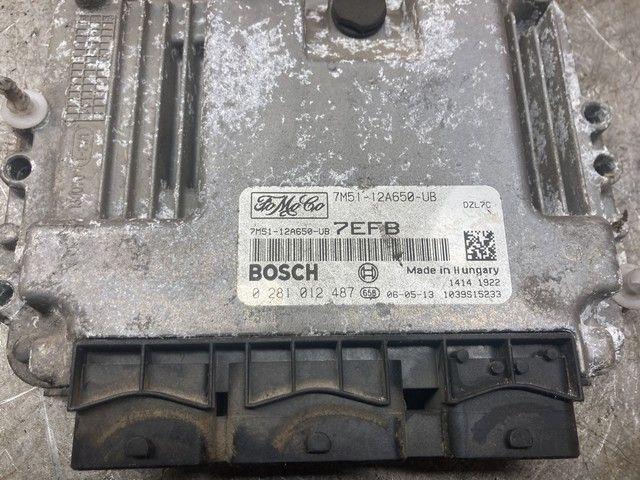 FoMoCo 7M51-12A650-UB DZL7C
7M51-12A650-UB 7EFB
BOSCH Made in Hungary
1414 1922
0 281 012 487 G5B 06-05-13 1039S15233